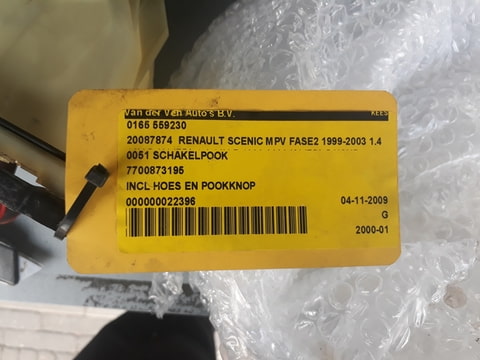 Van der Ven Auto's B.V. KEES
0165 559230
20087874 RENAULT SCENIC MPV FASE2 1999-2003 1.4
0051 SCHAKELPOOK
7700873195
INCL HOES EN POOKKNOP
000000022396 04-11-2009
G
2000-01